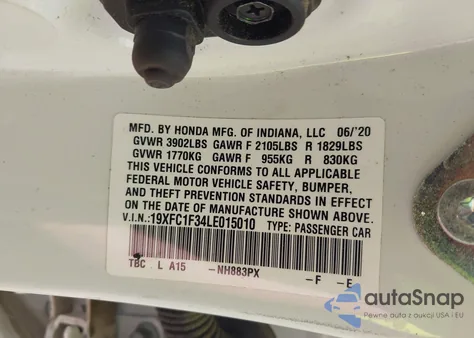 MFD. BY HONDA MFG. OF INDIANA, LLC 06/'20
GVWR 3902LBS GAWR F 2105LBS R 1829LBS
GVWR 1770KG GAWR F 955KG R 830KG
THIS VEHICLE CONFORMS TO ALL APPLICABLE
FEDERAL MOTOR VEHICLE SAFETY, BUMPER,
AND THEFT PREVENTION STANDARDS IN EFFECT
ON THE DATE OF MANUFACTURE SHOWN ABOVE.
V.I.N.:19XFC1F34LE015010 TYPE: PASSENGER CAR
TBC L A15 -NH883PX -F -E
autoSnap
Pewne auta z aukcji USA i EU